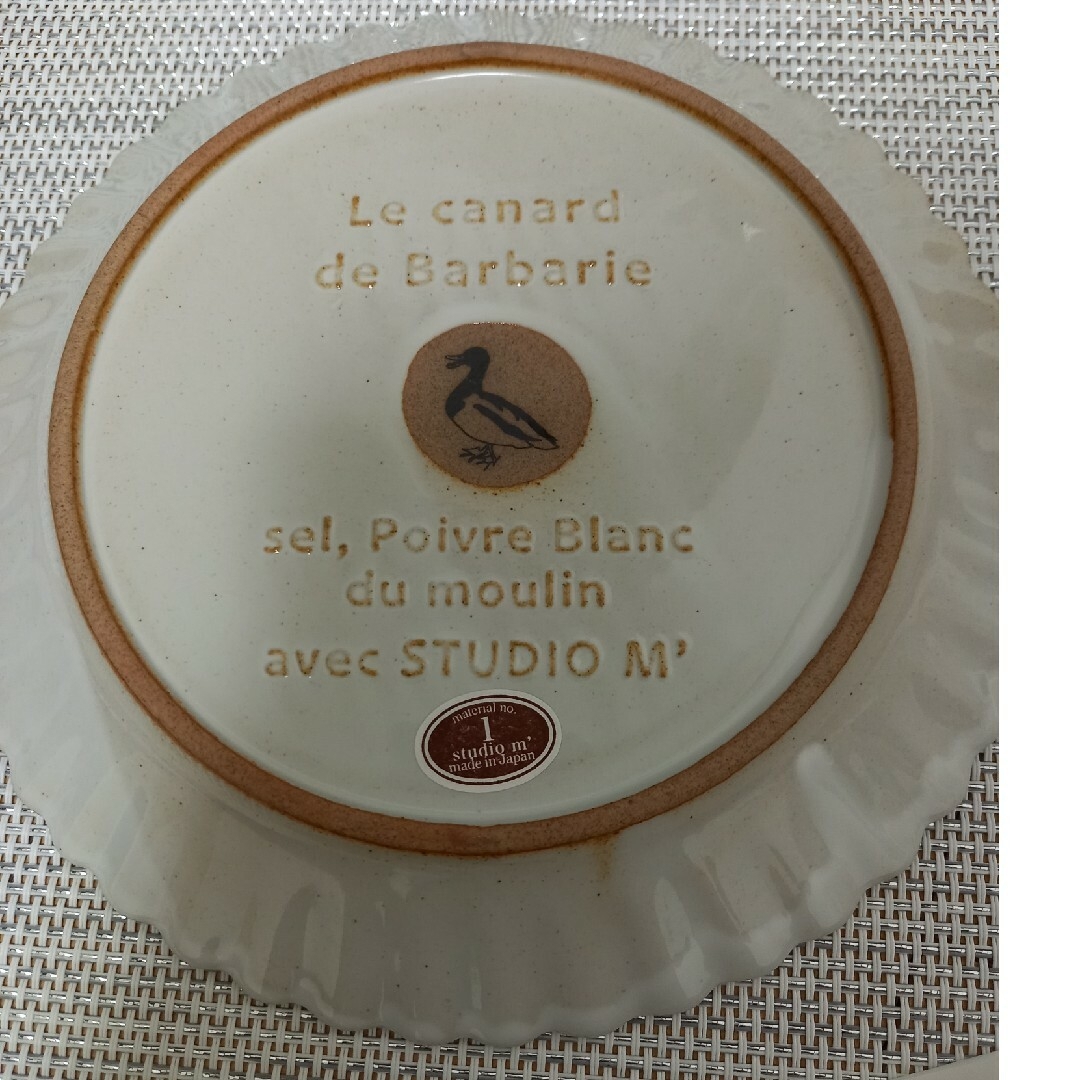 Le canard
de Barbarie
sel, Poivre Blanc
du moulin
avec STUDIO M'
material no.
1
studio m'
made in Japan